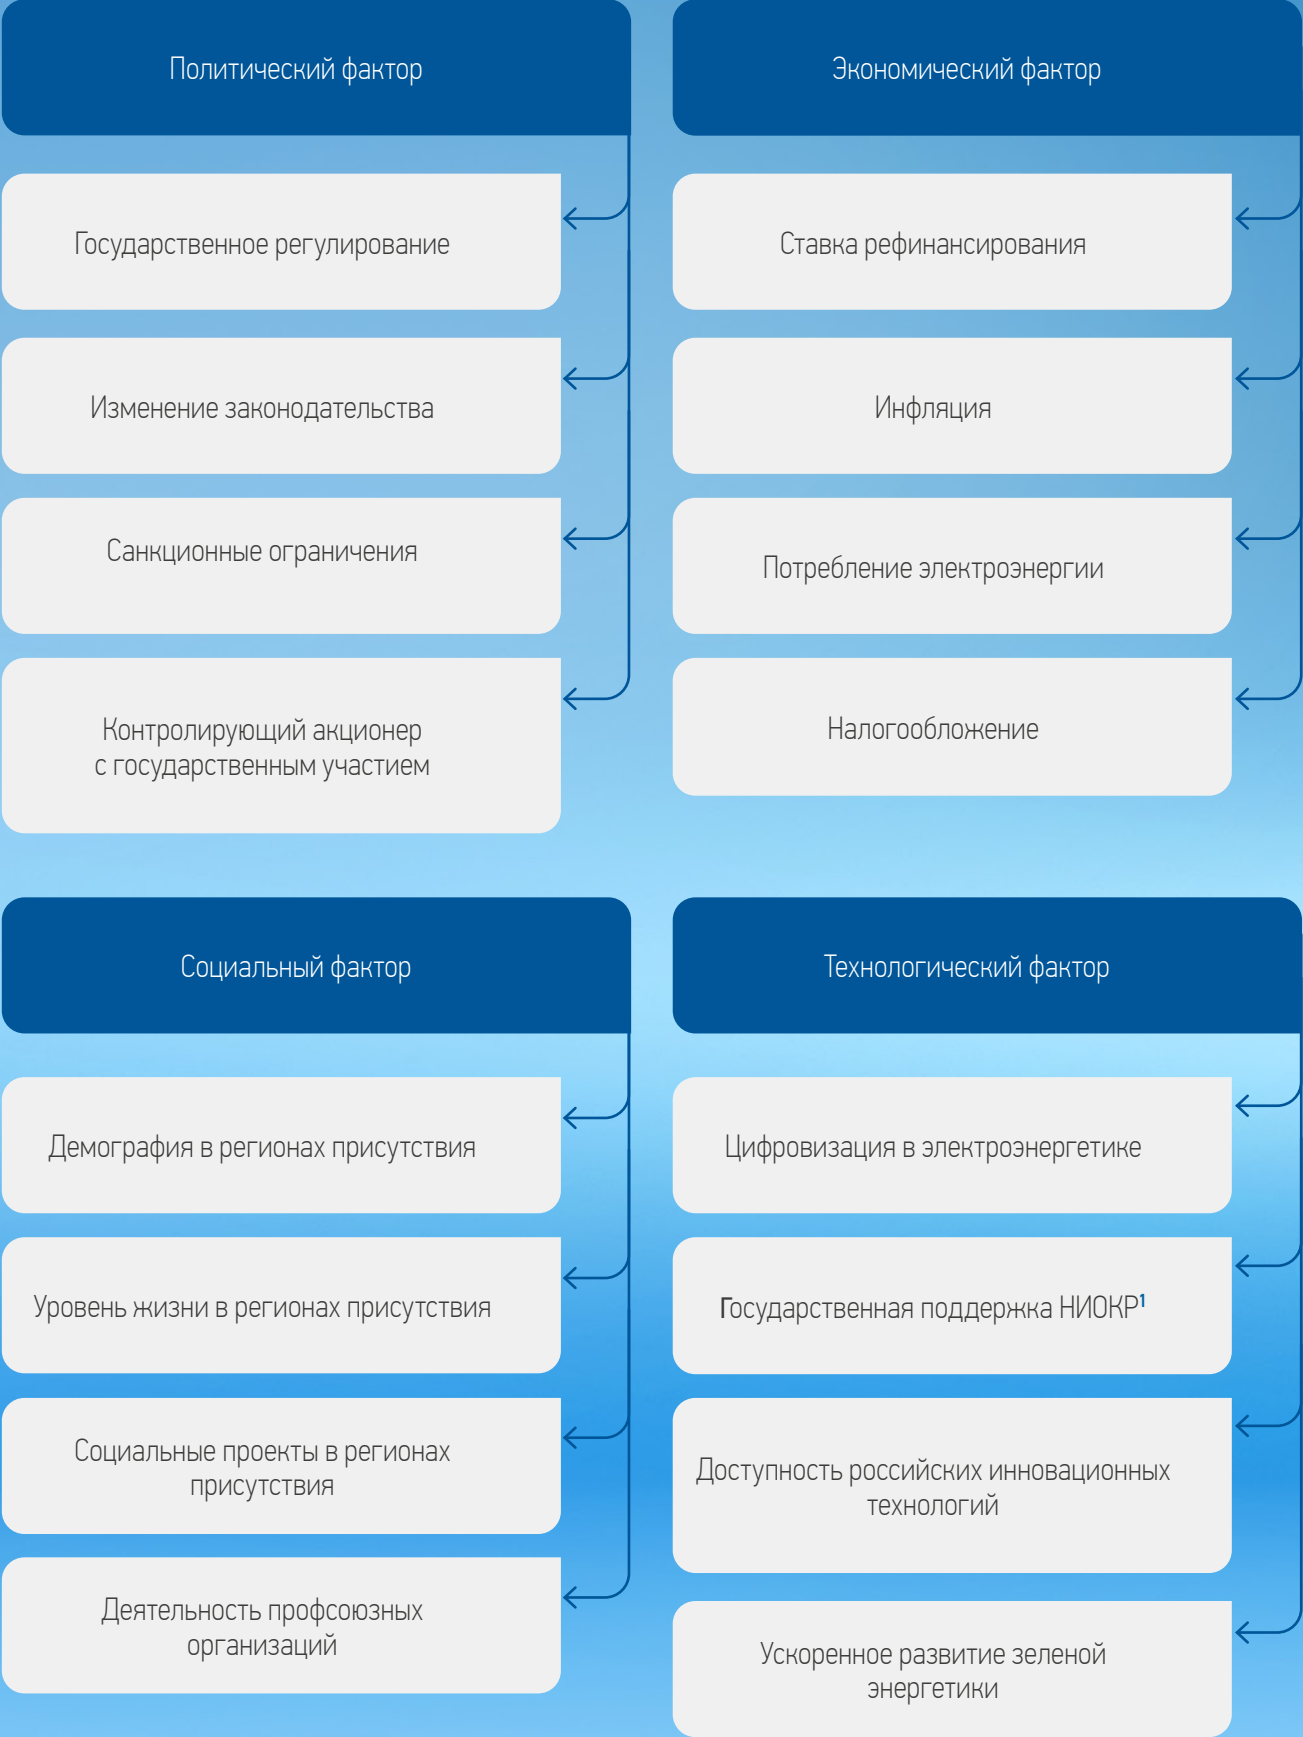 Политический фактор
Государственное регулирование
Изменение законодательства
Санкционные ограничения
Контролирующий акционер
с государственным участием
Экономический фактор
Ставка рефинансирования
Инфляция
Потребление электроэнергии
Налогообложение
Социальный фактор
Демография в регионах присутствия
Уровень жизни в регионах присутствия
Социальные проекты в регионах
присутствия
Деятельность профсоюзных
организаций
Технологический фактор
Цифровизация в электроэнергетике
Государственная поддержка НИОКР¹
Доступность российских инновационных
технологий
Ускоренное развитие зеленой
энергетики